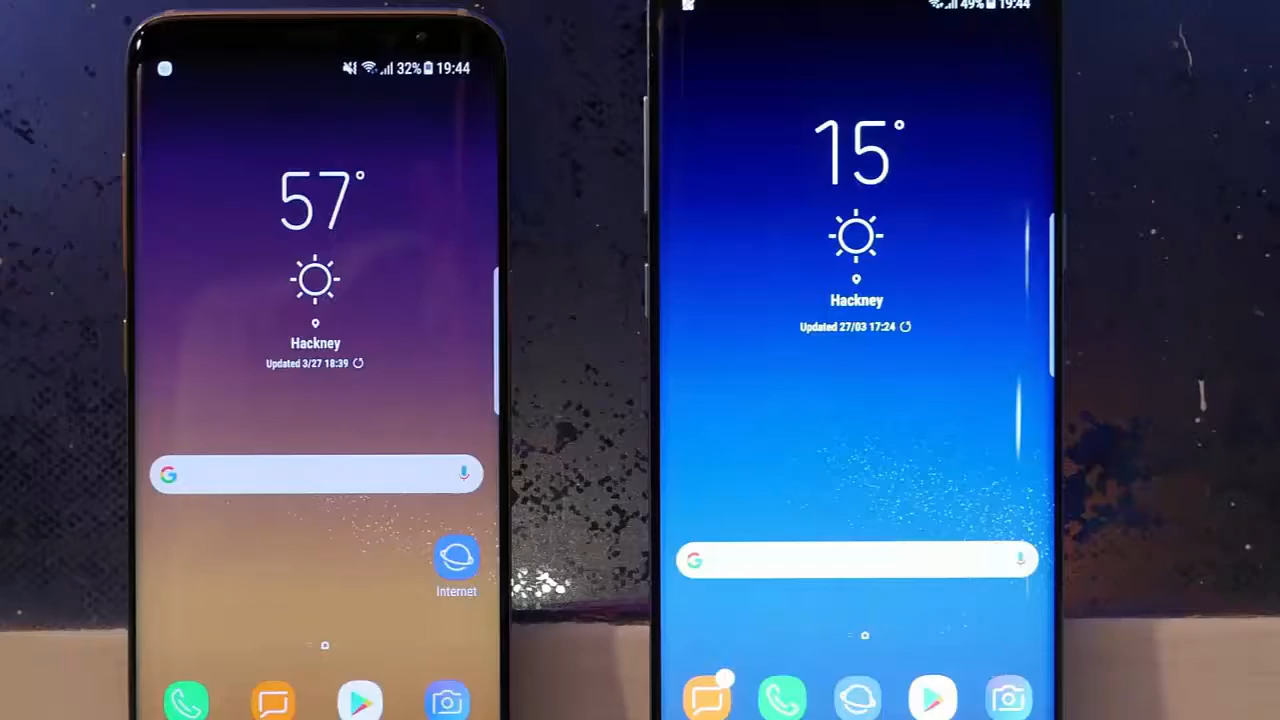 32% 19:44
57°
Hackney
Updated 3/27 18:39
Internet
49% 19:44
15°
Hackney
Updated 27/03 17:24